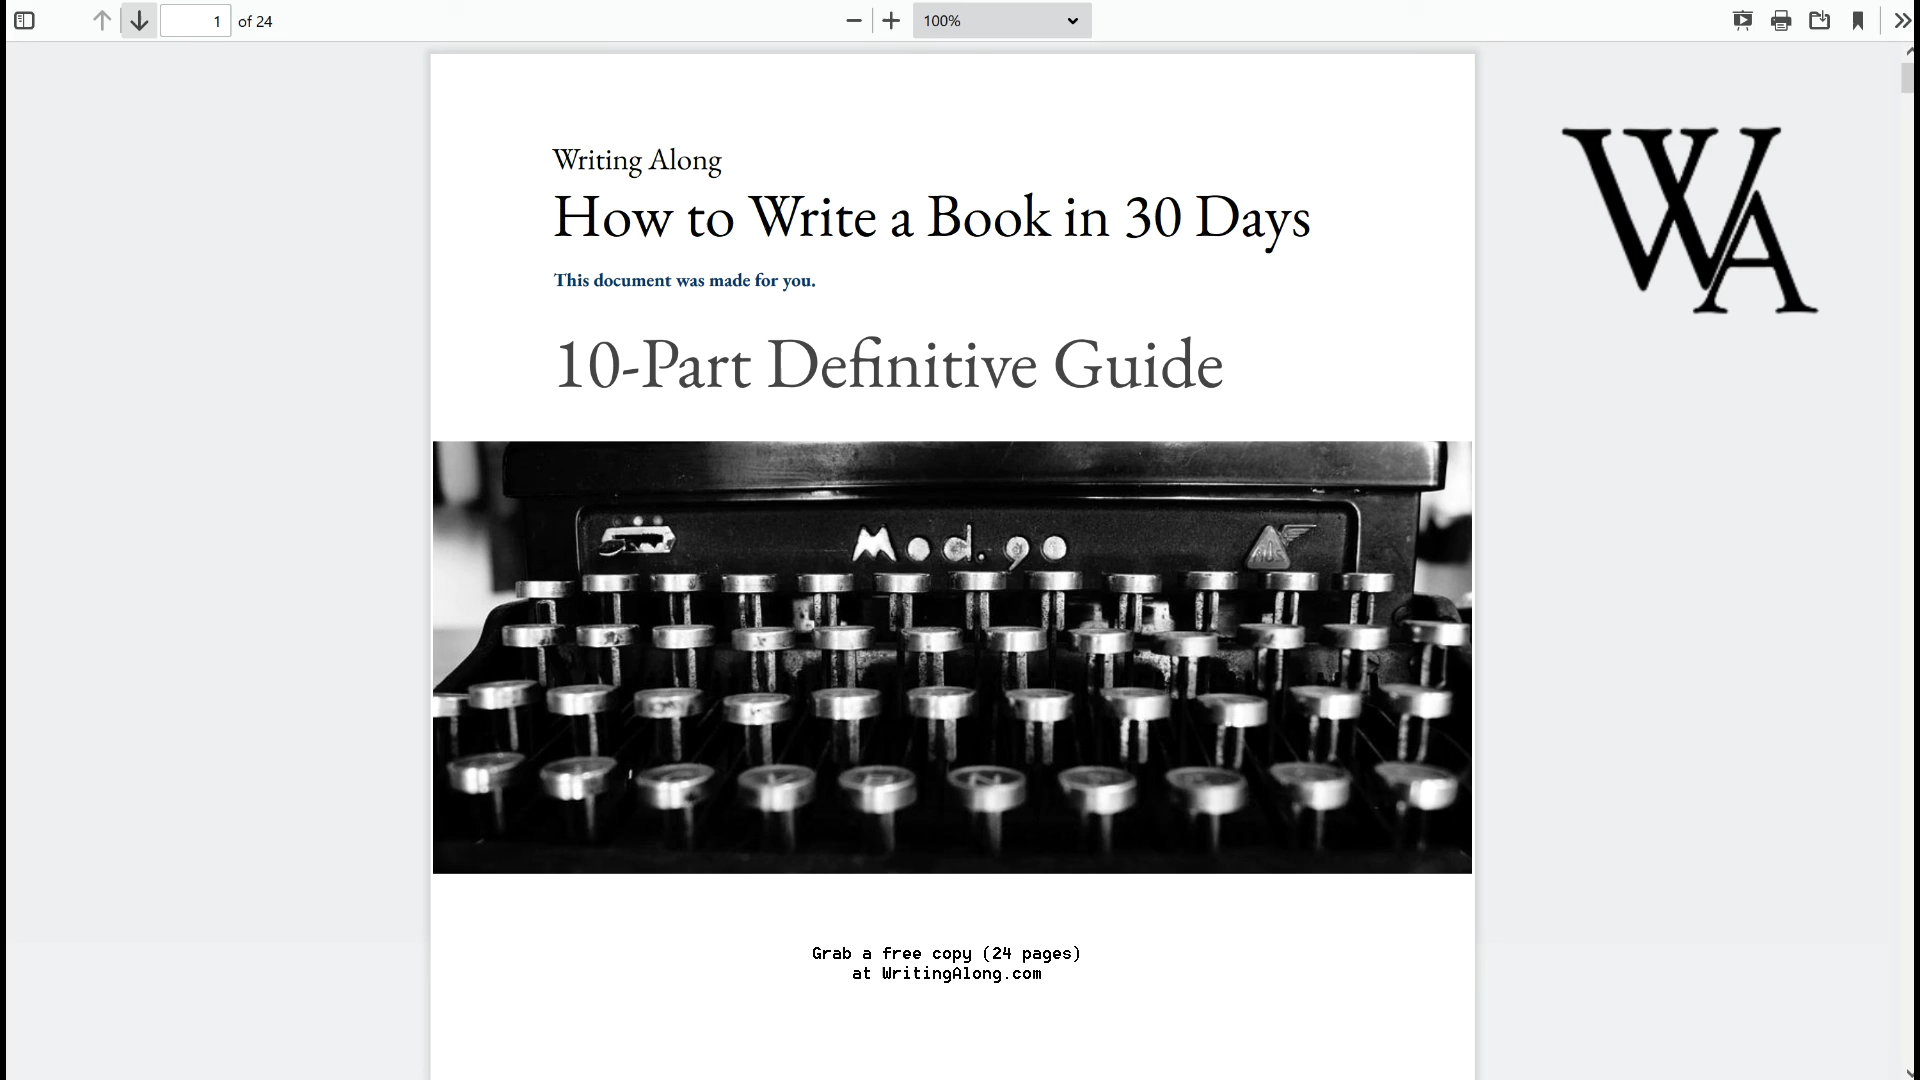 1 of 24 100%
WA
Writing Along
How to Write a Book in 30 Days
This document was made for you.
10-Part Definitive Guide
Mod.90
Grab a free copy (24 pages)
at WritingAlong.com